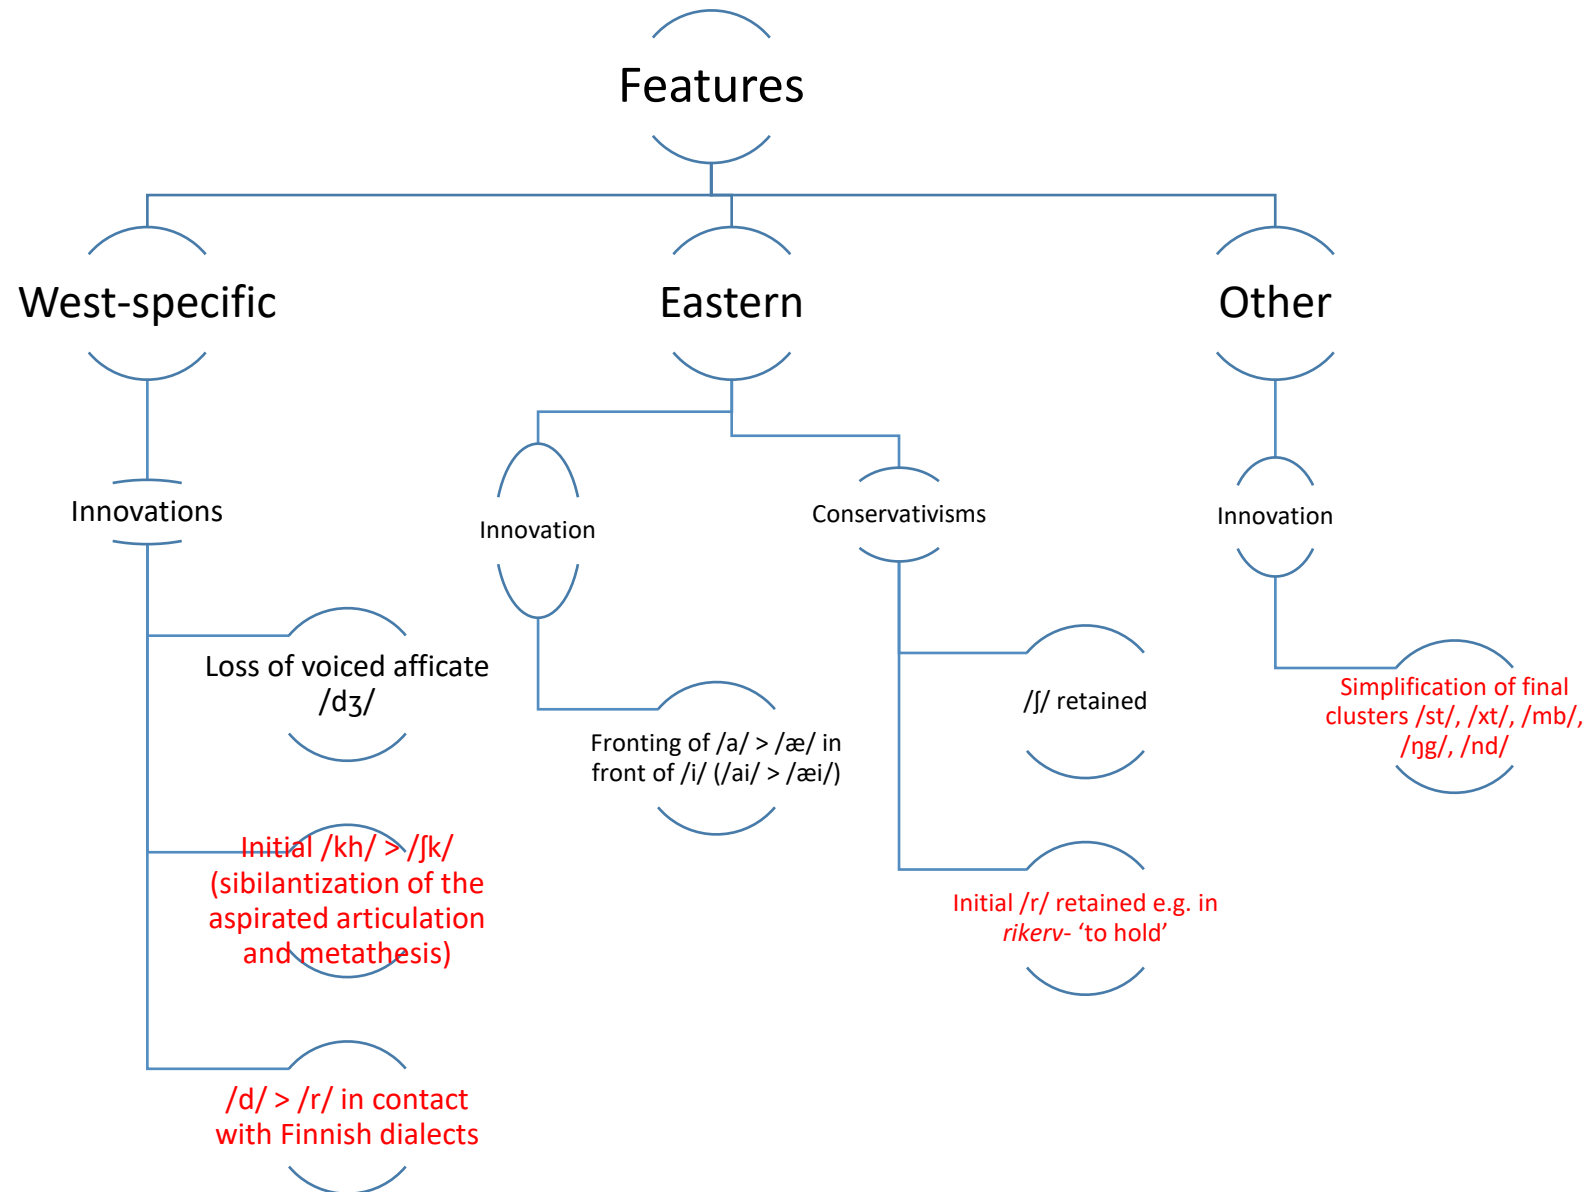 Features
West-specific
Eastern
Other
Innovations
Innovation
Conservativisms
Innovation
Loss of voiced afficate
/dʒ/
Initial /kh/ > /ʃk/
(sibilantization of the
aspirated articulation
and metathesis)
/d/ > /r/ in contact
with Finnish dialects
Fronting of /a/ > /æ/ in
front of /i/ (/ai/ > /æi/)
/ʃ/ retained
Initial /r/ retained e.g. in
rikerv- ‘to hold’
Simplification of final
clusters /st/, /xt/, /mb/,
/ŋg/, /nd/